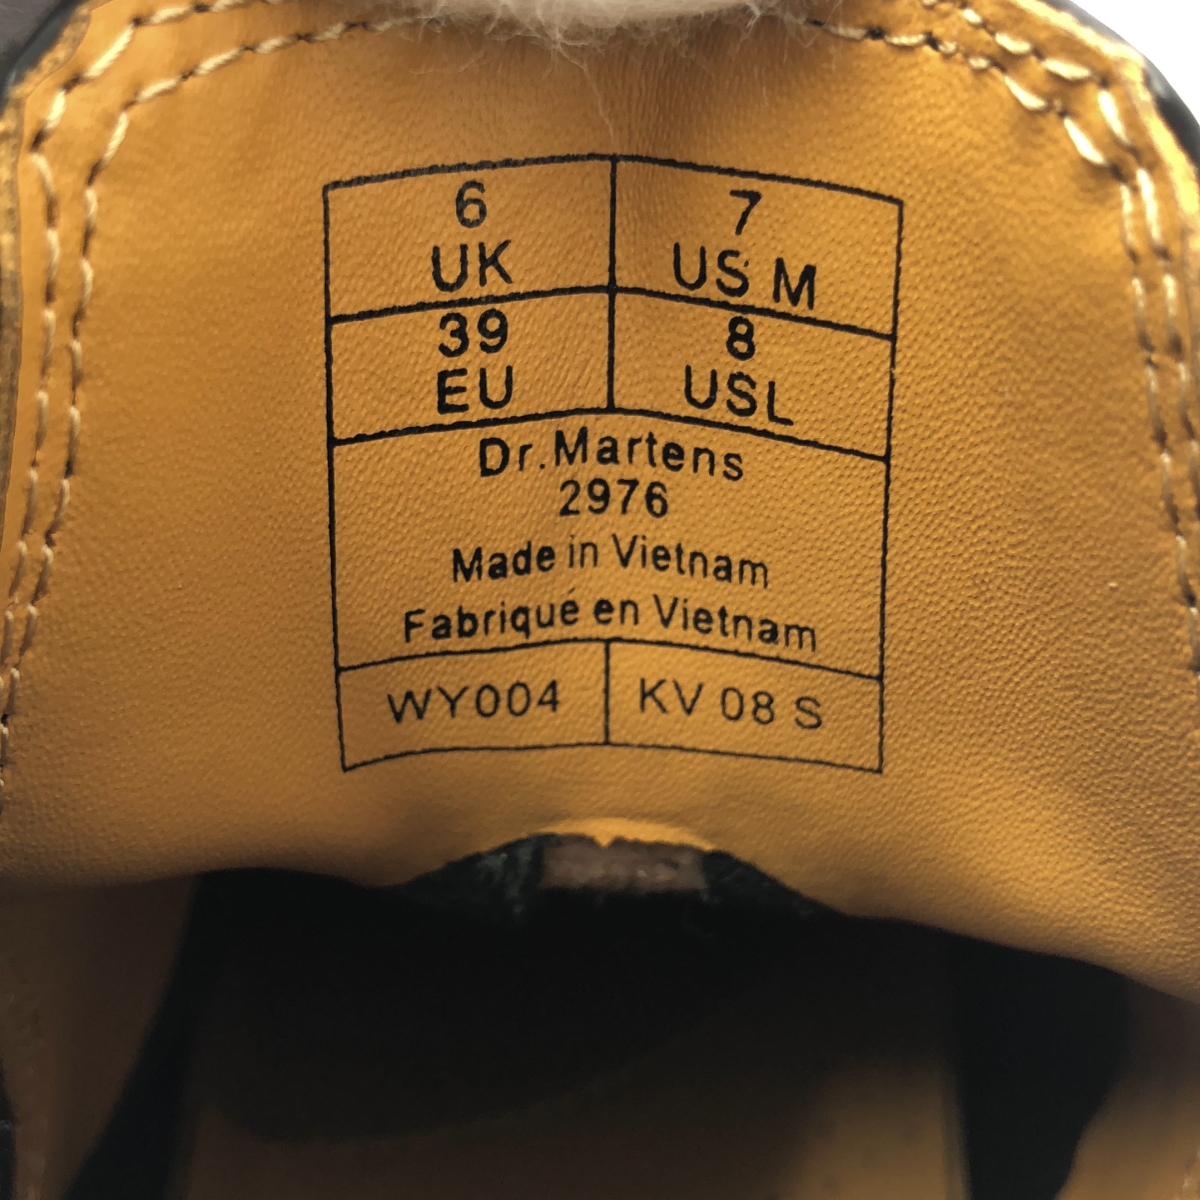 6 7
UK US M
39 8
EU USL
Dr.Martens
2976
Made in Vietnam
Fabriqué en Vietnam
WY004 KV 08 S